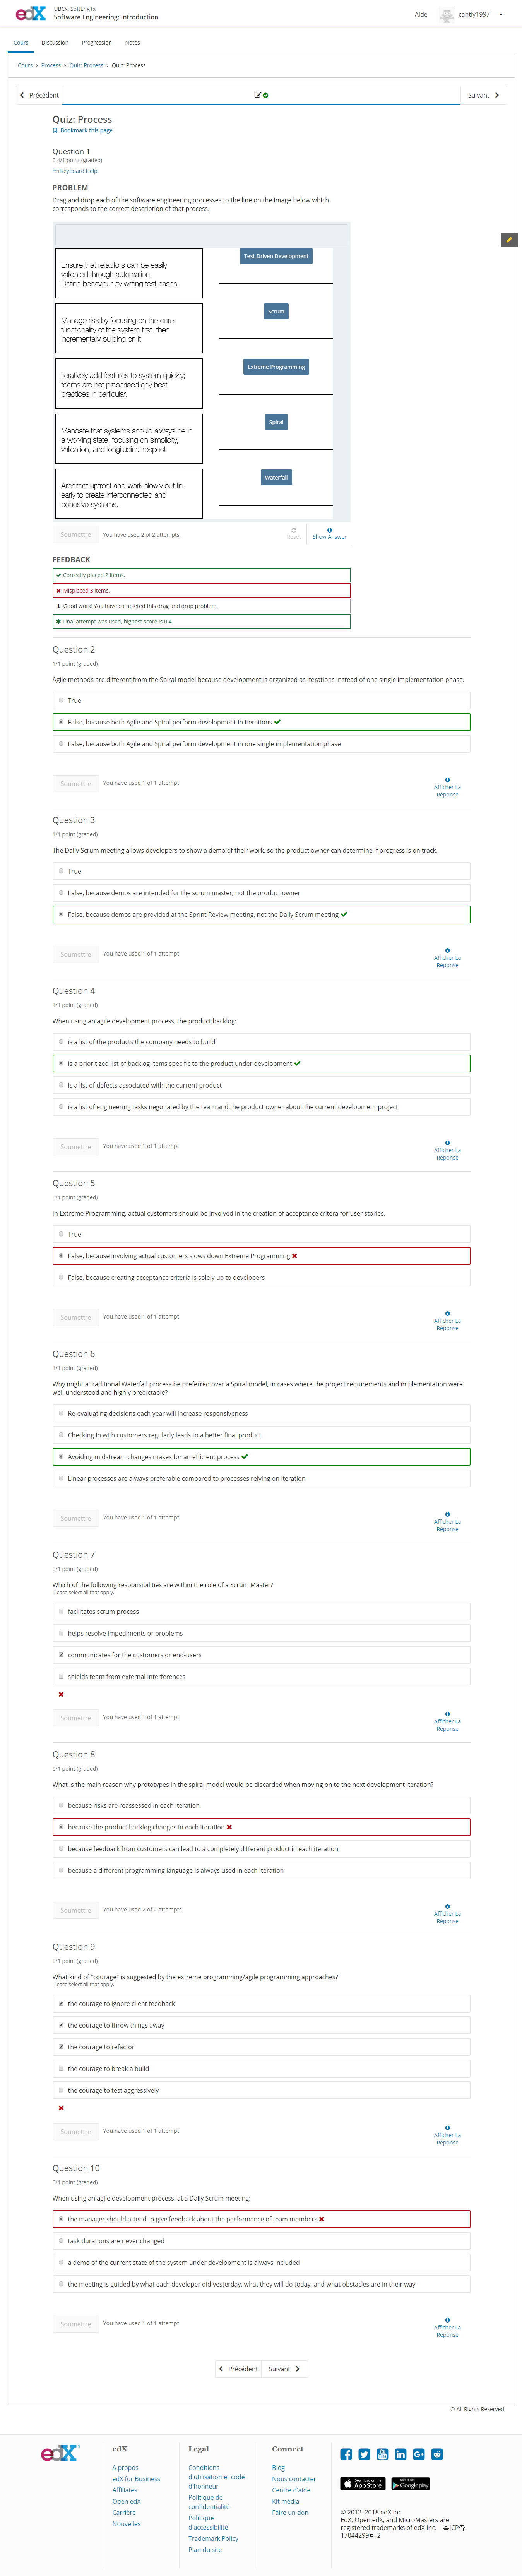 edX
UBCx: SoftEng1x
Software Engineering: Introduction
Aide
cantly1997
Cours
Discussion
Progression
Notes
Cours › Process › Quiz: Process › Quiz: Process
Précédent
Suivant
Quiz: Process
Bookmark this page
Question 1
0.4/1 point (graded)
Keyboard Help
PROBLEM
Drag and drop each of the software engineering processes to the line on the image below which
corresponds to the correct description of that process.
Ensure that refactors can be easily
validated through automation.
Define behaviour by writing test cases.
Test-Driven Development
Manage risk by focusing on the core
functionality of the system first, then
incrementally building on it.
Scrum
Iteratively add features to system quickly;
teams are not prescribed any best
practices in particular.
Extreme Programming
Mandate that systems should always be in
a working state, focusing on simplicity,
validation, and longitudinal respect.
Spiral
Architect upfront and work slowly but lin-
early to create interconnected and
cohesive systems.
Waterfall
Soumettre
You have used 2 of 2 attempts.
Reset
Show Answer
FEEDBACK
Correctly placed 2 items.
Misplaced 3 items.
Good work! You have completed this drag and drop problem.
Final attempt was used, highest score is 0.4
Question 2
1/1 point (graded)
Agile methods are different from the Spiral model because development is organized as iterations instead of one single implementation phase.
True
False, because both Agile and Spiral perform development in iterations
False, because both Agile and Spiral perform development in one single implementation phase
Soumettre
You have used 1 of 1 attempt
Afficher La
Réponse
Question 3
1/1 point (graded)
The Daily Scrum meeting allows developers to show a demo of their work, so the product owner can determine if progress is on track.
True
False, because demos are intended for the scrum master, not the product owner
False, because demos are provided at the Sprint Review meeting, not the Daily Scrum meeting
Soumettre
You have used 1 of 1 attempt
Afficher La
Réponse
Question 4
1/1 point (graded)
When using an agile development process, the product backlog:
is a list of the products the company needs to build
is a prioritized list of backlog items specific to the product under development
is a list of defects associated with the current product
is a list of engineering tasks negotiated by the team and the product owner about the current development project
Soumettre
You have used 1 of 1 attempt
Afficher La
Réponse
Question 5
0/1 point (graded)
In Extreme Programming, actual customers should be involved in the creation of acceptance critera for user stories.
True
False, because involving actual customers slows down Extreme Programming
False, because creating acceptance criteria is solely up to developers
Soumettre
You have used 1 of 1 attempt
Afficher La
Réponse
Question 6
1/1 point (graded)
Why might a traditional Waterfall process be preferred over a Spiral model, in cases where the project requirements and implementation were
well understood and highly predictable?
Re-evaluating decisions each year will increase responsiveness
Checking in with customers regularly leads to a better final product
Avoiding midstream changes makes for an efficient process
Linear processes are always preferable compared to processes relying on iteration
Soumettre
You have used 1 of 1 attempt
Afficher La
Réponse
Question 7
0/1 point (graded)
Which of the following responsibilities are within the role of a Scrum Master?
Please select all that apply.
facilitates scrum process
helps resolve impediments or problems
communicates for the customers or end-users
shields team from external interferences
Soumettre
You have used 1 of 1 attempt
Afficher La
Réponse
Question 8
0/1 point (graded)
What is the main reason why prototypes in the spiral model would be discarded when moving on to the next development iteration?
because risks are reassessed in each iteration
because the product backlog changes in each iteration
because feedback from customers can lead to a completely different product in each iteration
because a different programming language is always used in each iteration
Soumettre
You have used 2 of 2 attempts
Afficher La
Réponse
Question 9
0/1 point (graded)
What kind of "courage" is suggested by the extreme programming/agile programming approaches?
Please select all that apply.
the courage to ignore client feedback
the courage to throw things away
the courage to refactor
the courage to break a build
the courage to test aggressively
Soumettre
You have used 1 of 1 attempt
Afficher La
Réponse
Question 10
0/1 point (graded)
When using an agile development process, at a Daily Scrum meeting:
the manager should attend to give feedback about the performance of team members
task durations are never changed
a demo of the current state of the system under development is always included
the meeting is guided by what each developer did yesterday, what they will do today, and what obstacles are in their way
Soumettre
You have used 1 of 1 attempt
Afficher La
Réponse
Précédent
Suivant
© All Rights Reserved
edX
edX
A propos
edX for Business
Affiliates
Open edX
Carrière
Nouvelles
Legal
Conditions
d'utilisation et code
d'honneur
Politique de
confidentialité
Politique
d'accessibilité
Trademark Policy
Plan du site
Connect
Blog
Nous contacter
Centre d'aide
Kit média
Faire un don
Download on the
App Store
GET IT ON
Google play
© 2012–2018 edX Inc.
EdX, Open edX, and MicroMasters are
registered trademarks of edX Inc. | 粤ICP备
17044299号-2